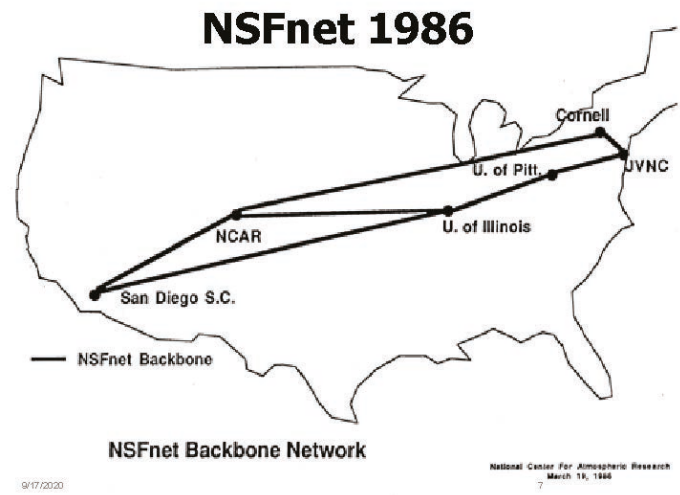 NSFnet 1986
Cornell
U. of Pitt.
JVNC
NCAR
U. of Illinois
San Diego S.C.
NSFnet Backbone
NSFnet Backbone Network
National Center For Atmospheric Research
March 19, 1986
9/17/2020
7